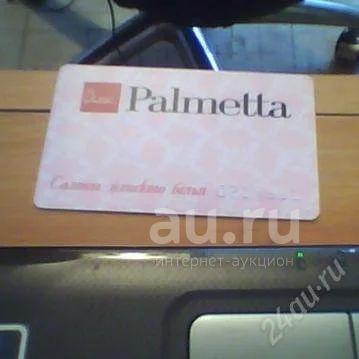 Palmetta
Салоны женского белья
au.ru
интернет-аукцион
24au.ru